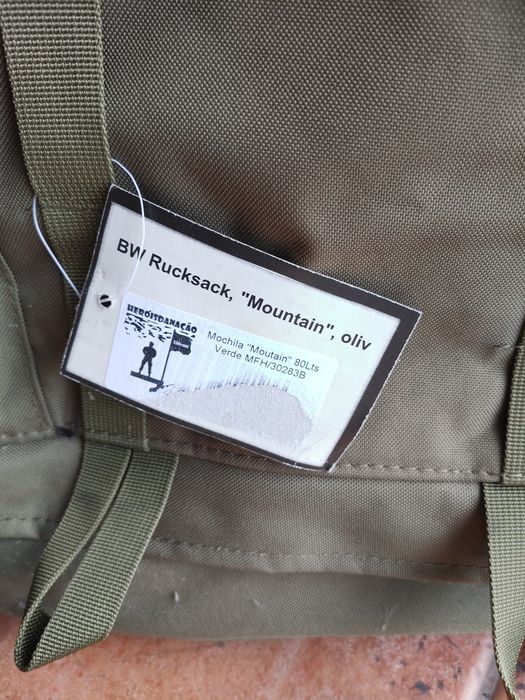 BW Rucksack, "Mountain", oliv
HEROISDANAÇÃO
Mochila "Moutain" 80Lts
Verde MFH/30283B